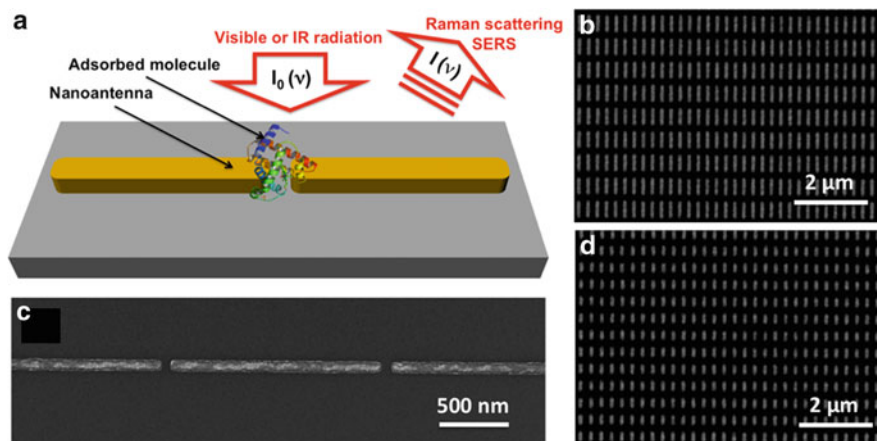 a
Visible or IR radiation
Raman scattering
SERS
Adsorbed molecule
Nanoantenna
I₀ (ν)
I(ν)
b
2 µm
c
500 nm
d
2 µm